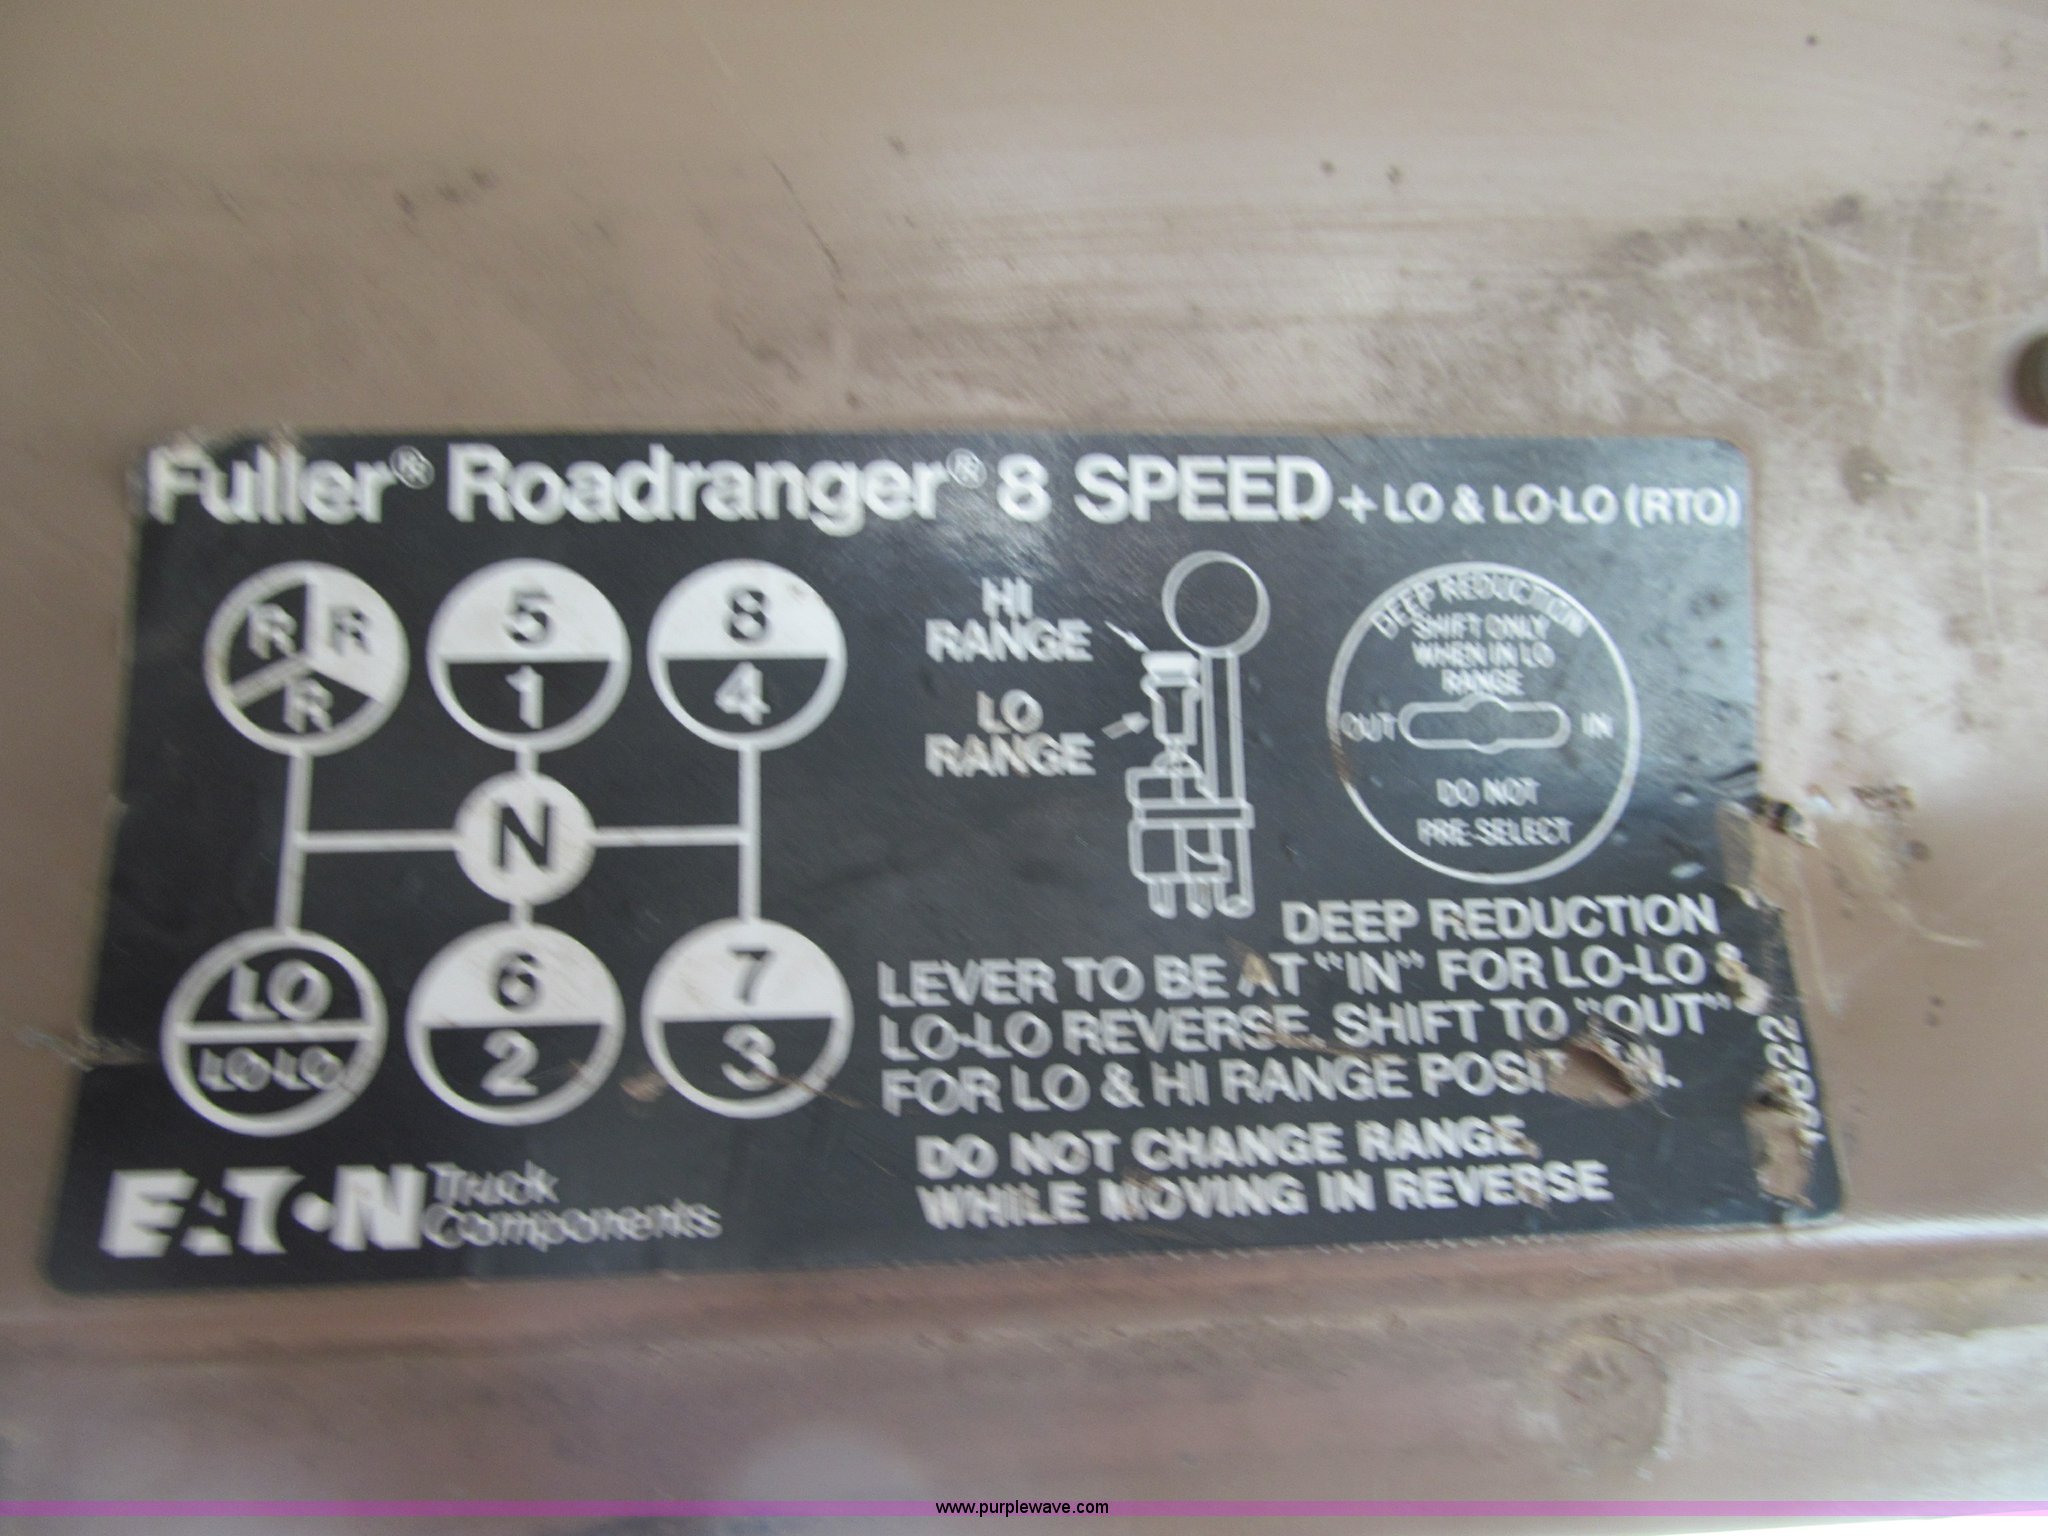 Fuller® Roadranger® 8 SPEED + LO & LO-LO (RTO)
R R R
5
1
8
4
N
LO
LO-LO
6
2
7
3
HI
RANGE
LO
RANGE
DEEP REDUCTION
SHIFT ONLY
WHEN IN LO
RANGE
OUT IN
DO NOT
PRE-SELECT
DEEP REDUCTION
LEVER TO BE AT "IN" FOR LO-LO &
LO-LO REVERSE. SHIFT TO "OUT"
FOR LO & HI RANGE
DO NOT CHANGE RANGE
WHILE MOVING IN REVERSE
EATON Truck
Components
www.purplewave.com